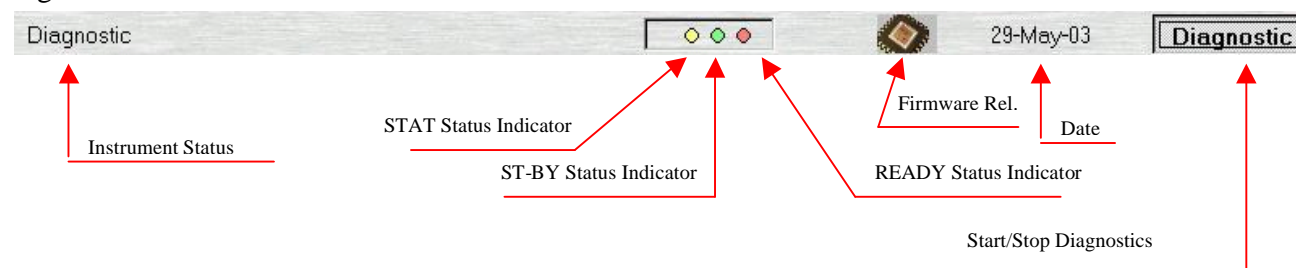 Diagnostic 29-May-03 Diagnostic
Firmware Rel.
STAT Status Indicator Date
Instrument Status
ST-BY Status Indicator READY Status Indicator
Start/Stop Diagnostics